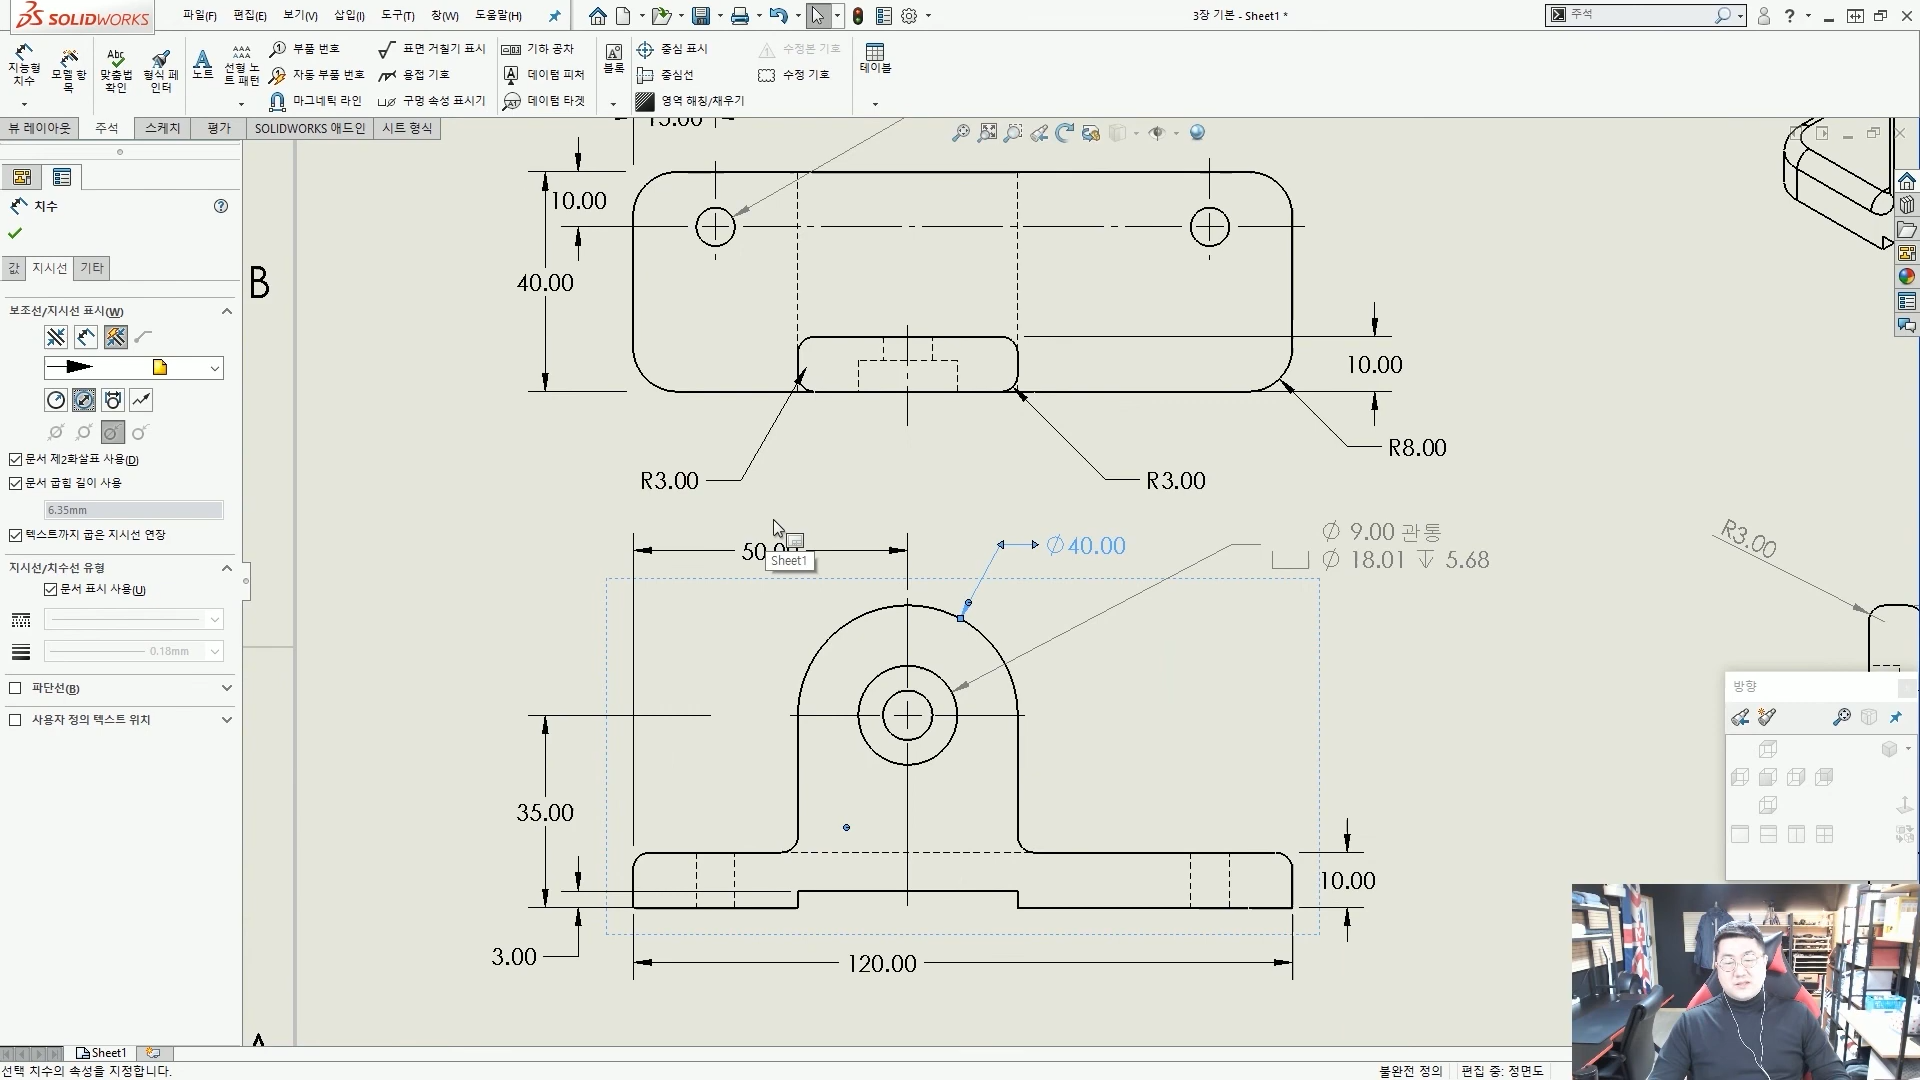 SOLIDWORKS
파일(F) 편집(E) 보기(V) 삽입(I) 도구(T) 창(W) 도움말(H)
3장 기본 - Sheet1 *
주석
지능형 치수
모델 항목
맞춤법 확인
형식 페인터
노트
선형 노트 패턴
부품 번호
자동 부품 번호
마그네틱 라인
표면 거칠기 표시
용접 기호
구멍 속성 표시기
기하 공차
데이텀 피처
데이텀 타겟
블록
중심 표시
중심선
영역 해칭/채우기
수정본 기호
수정 기호
테이블
뷰 레이아웃 주석 스케치 평가 SOLIDWORKS 애드인 시트 형식
치수
값 지시선 기타
보조선/지시선 표시(W)
문서 제2화살표 사용(D)
문서 굽힘 길이 사용
6.35mm
텍스트까지 굽은 지시선 연장
지시선/치수선 유형
문서 표시 사용(U)
0.18mm
파단선(B)
사용자 정의 텍스트 위치
B
15.00
10.00
40.00
10.00
R8.00
R3.00
R3.00
50.00
Sheet1
∅40.00
∅ 9.00 관통
⌴ ∅ 18.01 ↧ 5.68
R3.00
35.00
10.00
3.00
120.00
A
방향
Sheet1
선택 치수의 속성을 지정합니다.
불완전 정의
편집 중: 정면도